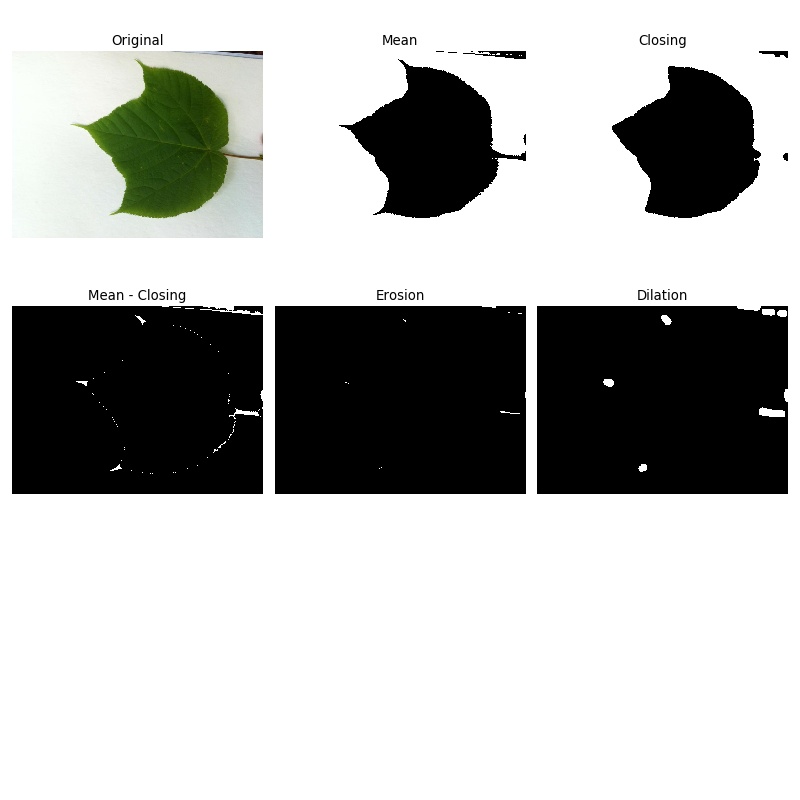 Original
Mean
Closing
Mean - Closing
Erosion
Dilation